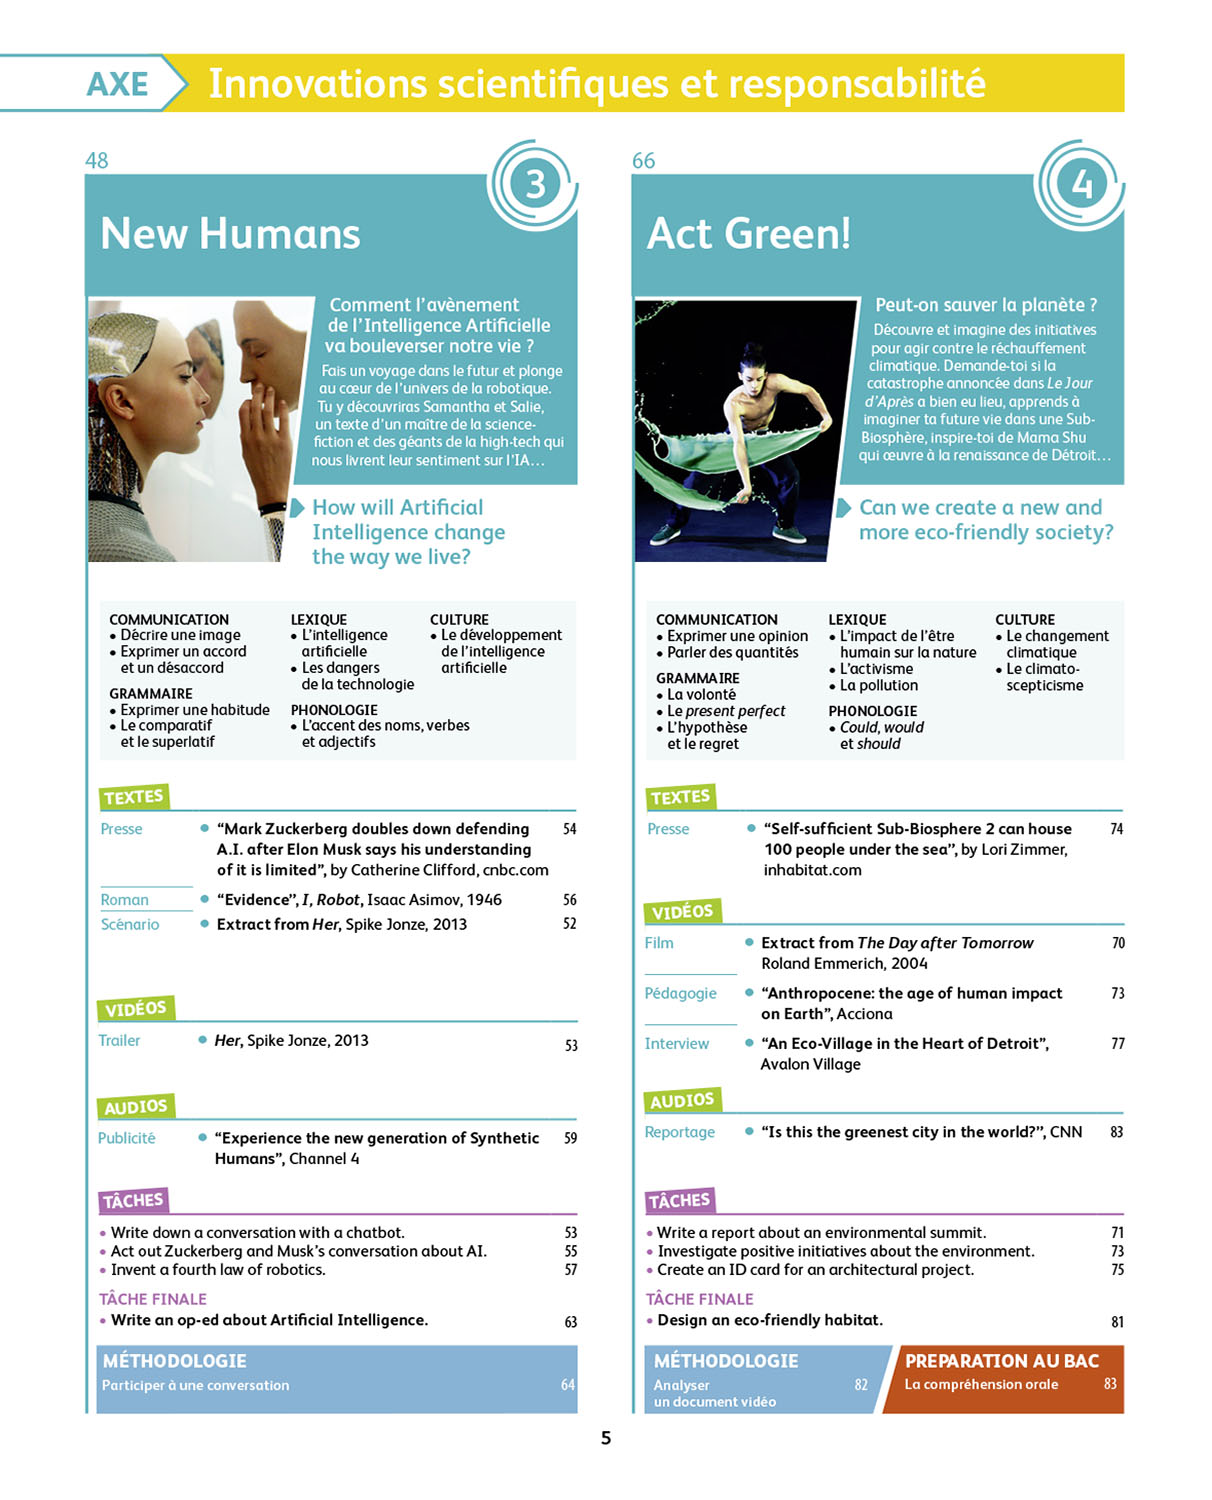 AXE
Innovations scientifiques et responsabilité
48
3
New Humans
Comment l'avènement
de l'Intelligence Artificielle
va bouleverser notre vie ?
Fais un voyage dans le futur et plonge
au cœur de l'univers de la robotique.
Tu y découvriras Samantha et Salie,
un texte d'un maître de la science-
fiction et des géants de la high-tech qui
nous livrent leur sentiment sur l'IA…
How will Artificial
Intelligence change
the way we live?
COMMUNICATION
• Décrire une image
• Exprimer un accord
et un désaccord
GRAMMAIRE
• Exprimer une habitude
• Le comparatif
et le superlatif
LEXIQUE
• L'intelligence
artificielle
• Les dangers
de la technologie
PHONOLOGIE
• L'accent des noms, verbes
et adjectifs
CULTURE
• Le développement
de l'intelligence
artificielle
TEXTES
Presse • “Mark Zuckerberg doubles down defending 54
A.I. after Elon Musk says his understanding
of it is limited”, by Catherine Clifford, cnbc.com
Roman • “Evidence”, I, Robot, Isaac Asimov, 1946 56
Scénario • Extract from Her, Spike Jonze, 2013 52
VIDÉOS
Trailer • Her, Spike Jonze, 2013 53
AUDIOS
Publicité • “Experience the new generation of Synthetic 59
Humans”, Channel 4
TÂCHES
• Write down a conversation with a chatbot. 53
• Act out Zuckerberg and Musk's conversation about AI. 55
• Invent a fourth law of robotics. 57
TÂCHE FINALE
• Write an op-ed about Artificial Intelligence. 63
MÉTHODOLOGIE
Participer à une conversation 64
66
4
Act Green!
Peut-on sauver la planète ?
Découvre et imagine des initiatives
pour agir contre le réchauffement
climatique. Demande-toi si la
catastrophe annoncée dans Le Jour
d'Après a bien eu lieu, apprends à
imaginer ta future vie dans une Sub-
Biosphère, inspire-toi de Mama Shu
qui œuvre à la renaissance de Détroit…
Can we create a new and
more eco-friendly society?
COMMUNICATION
• Exprimer une opinion
• Parler des quantités
GRAMMAIRE
• La volonté
• Le present perfect
• L'hypothèse
et le regret
LEXIQUE
• L'impact de l'être
humain sur la nature
• L'activisme
• La pollution
PHONOLOGIE
• Could, would
et should
CULTURE
• Le changement
climatique
• Le climato-
scepticisme
TEXTES
Presse • “Self-sufficient Sub-Biosphere 2 can house 74
100 people under the sea”, by Lori Zimmer,
inhabitat.com
VIDÉOS
Film • Extract from The Day after Tomorrow 70
Roland Emmerich, 2004
Pédagogie • “Anthropocene: the age of human impact 73
on Earth”, Acciona
Interview • “An Eco-Village in the Heart of Detroit”, 77
Avalon Village
AUDIOS
Reportage • “Is this the greenest city in the world?”, CNN 83
TÂCHES
• Write a report about an environmental summit. 71
• Investigate positive initiatives about the environment. 73
• Create an ID card for an architectural project. 75
TÂCHE FINALE
• Design an eco-friendly habitat. 81
MÉTHODOLOGIE
Analyser 82
un document vidéo
PREPARATION AU BAC
La compréhension orale 83
5